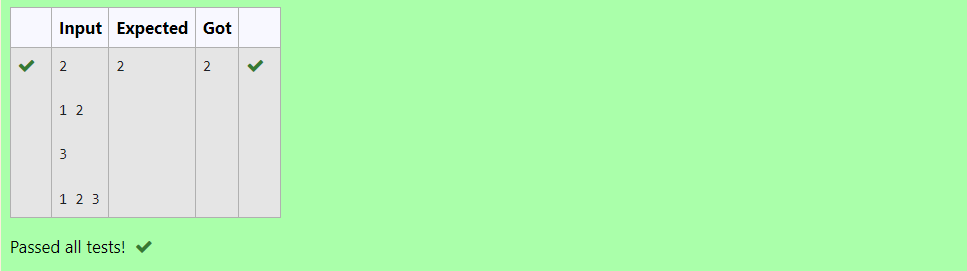 Input Expected Got
2 2 2
1 2
3
1 2 3
Passed all tests!